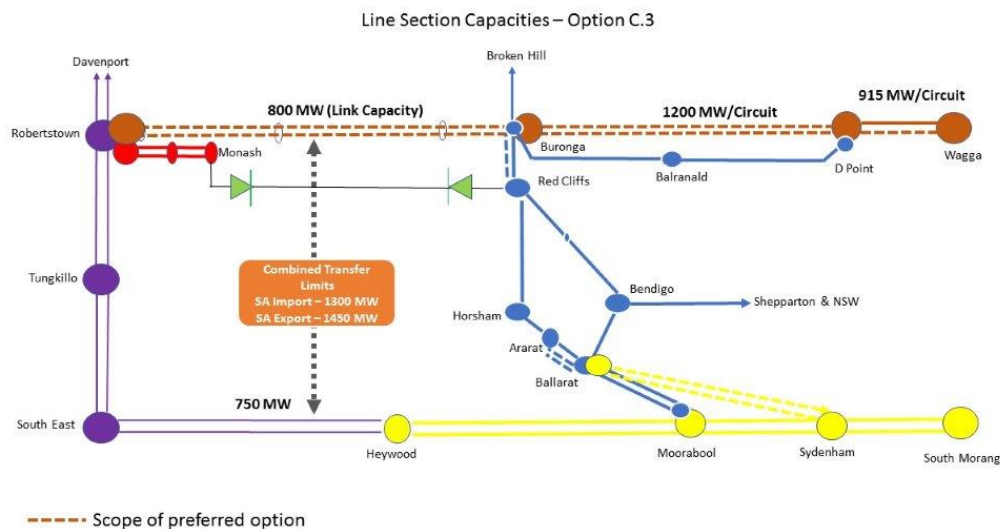 Line Section Capacities – Option C.3
Davenport
Broken Hill
800 MW (Link Capacity)
1200 MW/Circuit
915 MW/Circuit
Robertstown
Monash
Buronga
Balranald
D Point
Wagga
Red Cliffs
Tungkillo
Combined Transfer
Limits
SA Import – 1300 MW
SA Export – 1450 MW
Bendigo
Shepparton & NSW
Horsham
Ararat
Ballarat
750 MW
South East
Heywood
Moorabool
Sydenham
South Morang
Scope of preferred option